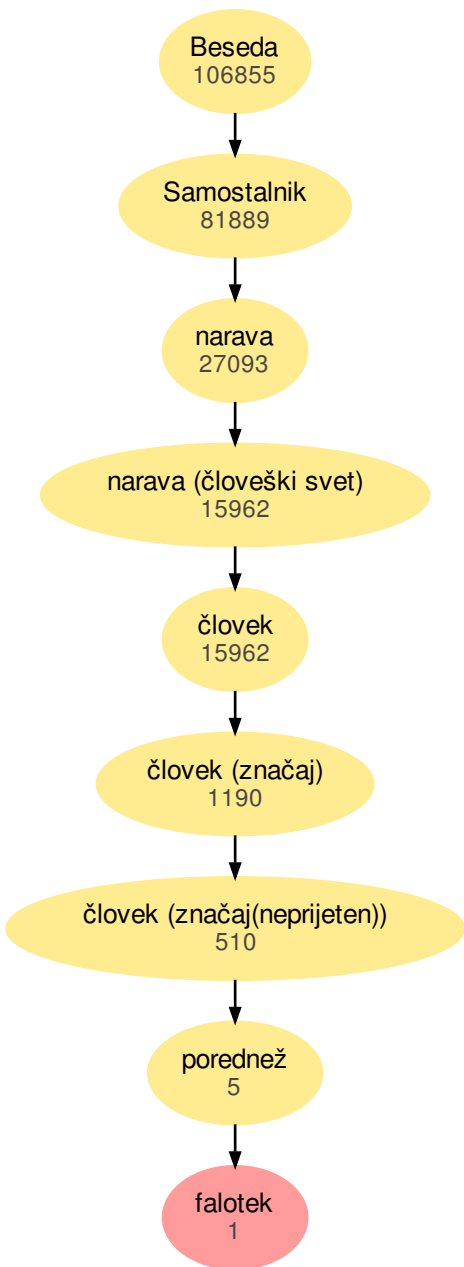 Beseda
106855
Samostalnik
81889
narava
27093
narava (človeški svet)
15962
človek
15962
človek (značaj)
1190
človek (značaj(neprijeten))
510
porednež
5
falotek
1